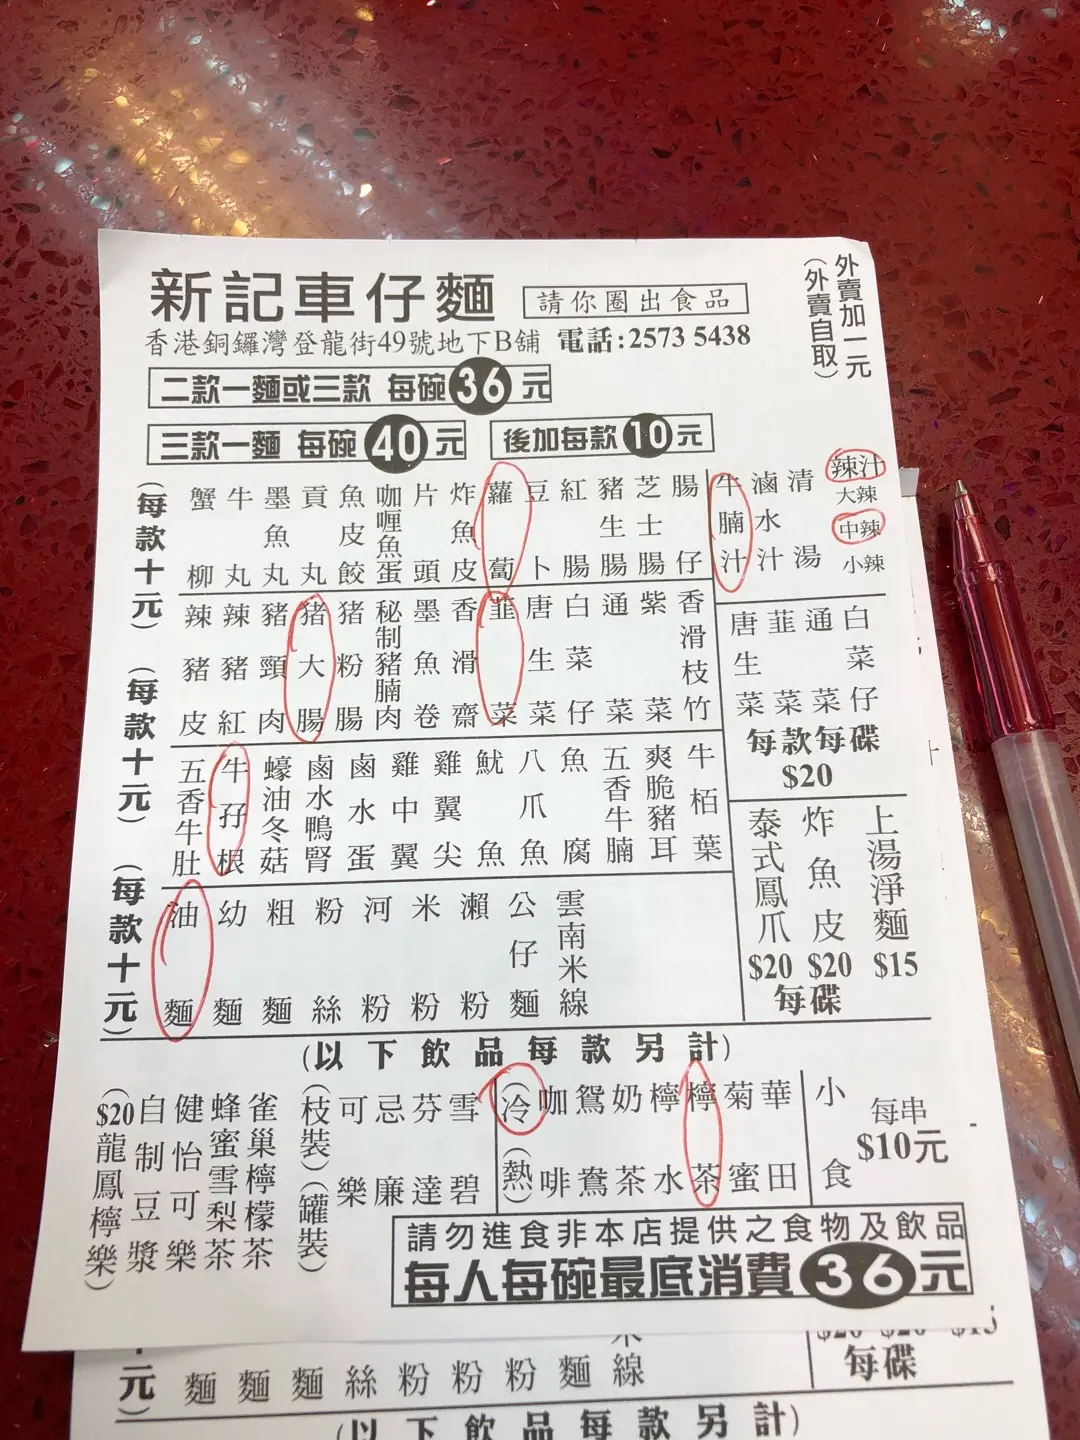 新記車仔麵
請你圈出食品
外賣加一元
(外賣自取)
香港銅鑼灣登龍街49號地下B舖 電話:2573 5438
二款一麵或三款 每碗36元
三款一麵 每碗40元
後加每款10元
(每款十元)
蟹柳
牛丸
墨魚丸
貢丸
魚皮餃
咖喱魚蛋
片頭
炸魚皮
蘿蔔
豆卜
紅腸
豬生腸
芝士腸
腸仔
牛腩汁
滷水汁
清湯
辣汁
大辣
中辣
小辣
(每款十元)
辣豬皮
辣豬紅
豬頸肉
猪大腸
猪粉腸
秘制豬腩肉
墨魚卷
香滑齋
韮菜
唐生菜
白菜仔
通菜
紫菜
香滑枝竹
唐生菜
韮菜
通菜
白菜仔
每款每碟
$20
(每款十元)
五香牛肚
牛孖根
蠔油冬菇
鹵水鴨腎
鹵水蛋
雞中翼
雞翼尖
魷魚
八爪魚
魚腐
五香牛腩
爽脆豬耳
牛栢葉
油麵
幼麵
粗麵
粉絲
河粉
米粉
瀨粉
公仔麵
雲南米線
泰式鳳爪
$20
炸魚皮
$20
每碟
上湯淨麵
$15
(以下飲品每款另計)
($20龍鳳檸樂)
自制豆漿
健怡可樂
蜂蜜雪梨茶
雀巢檸檬茶
(枝裝)(罐裝)
可樂
忌廉
芬達
雪碧
(冷)(熱)
咖啡
鴛鴦
奶茶
檸水
檸茶
菊蜜
華田
小食
每串
$10元
請勿進食非本店提供之食物及飲品
每人每碗最底消費36元
$20 $20 $15
每碟
元)
麵 麵 麵 絲 粉 粉 粉 麵 線
(以下飲品每款另計)